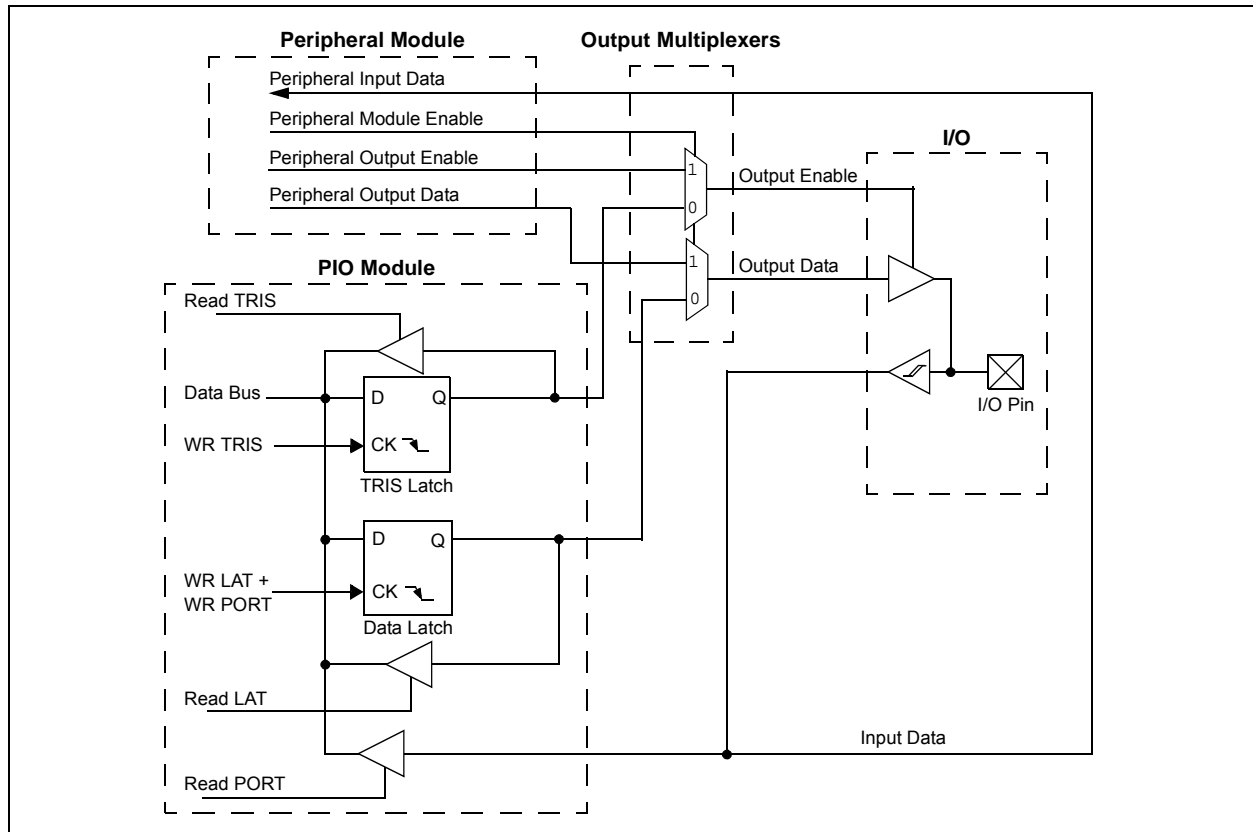 Peripheral Module
Output Multiplexers
Peripheral Input Data
Peripheral Module Enable
I/O
Peripheral Output Enable
1
Output Enable
Peripheral Output Data
0
PIO Module
1
Output Data
Read TRIS
0
Data Bus
D Q
I/O Pin
WR TRIS
CK
TRIS Latch
D Q
WR LAT +
WR PORT
CK
Data Latch
Read LAT
Input Data
Read PORT